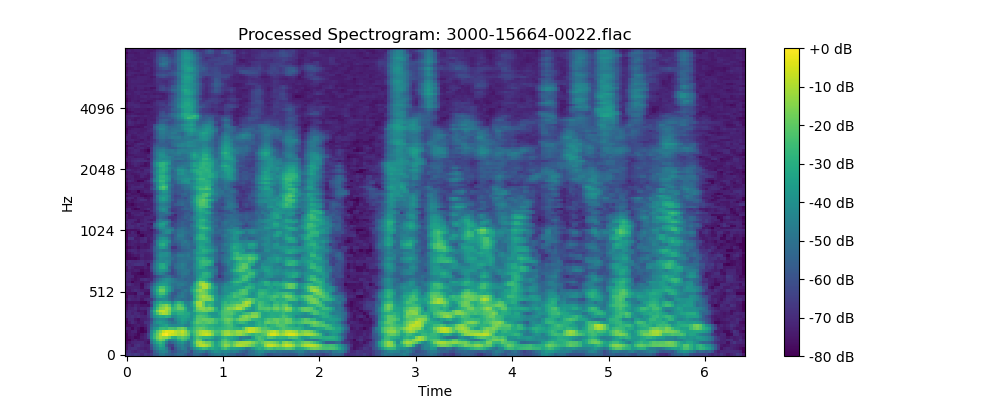 Processed Spectrogram: 3000-15664-0022.flac
Hz
4096
2048
1024
512
0
0 1 2 3 4 5 6
Time
+0 dB
-10 dB
-20 dB
-30 dB
-40 dB
-50 dB
-60 dB
-70 dB
-80 dB